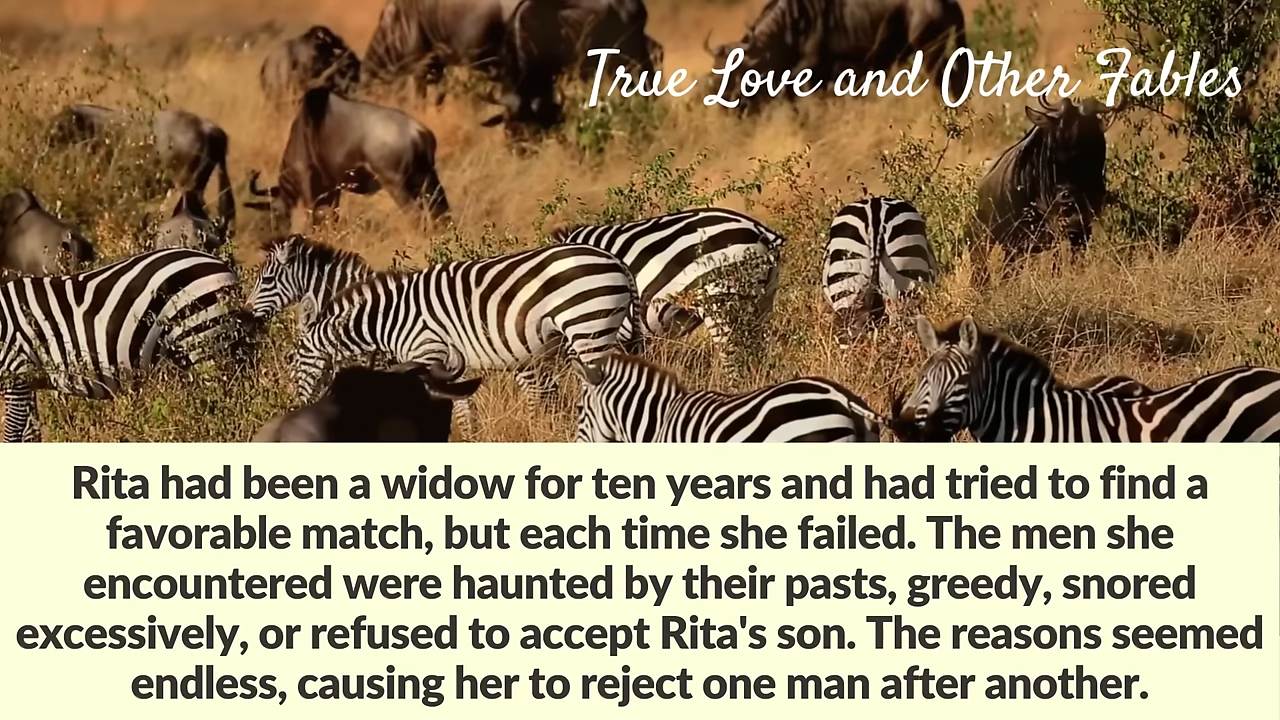 True Love and Other Fables
Rita had been a widow for ten years and had tried to find a
favorable match, but each time she failed. The men she
encountered were haunted by their pasts, greedy, snored
excessively, or refused to accept Rita's son. The reasons seemed
endless, causing her to reject one man after another.